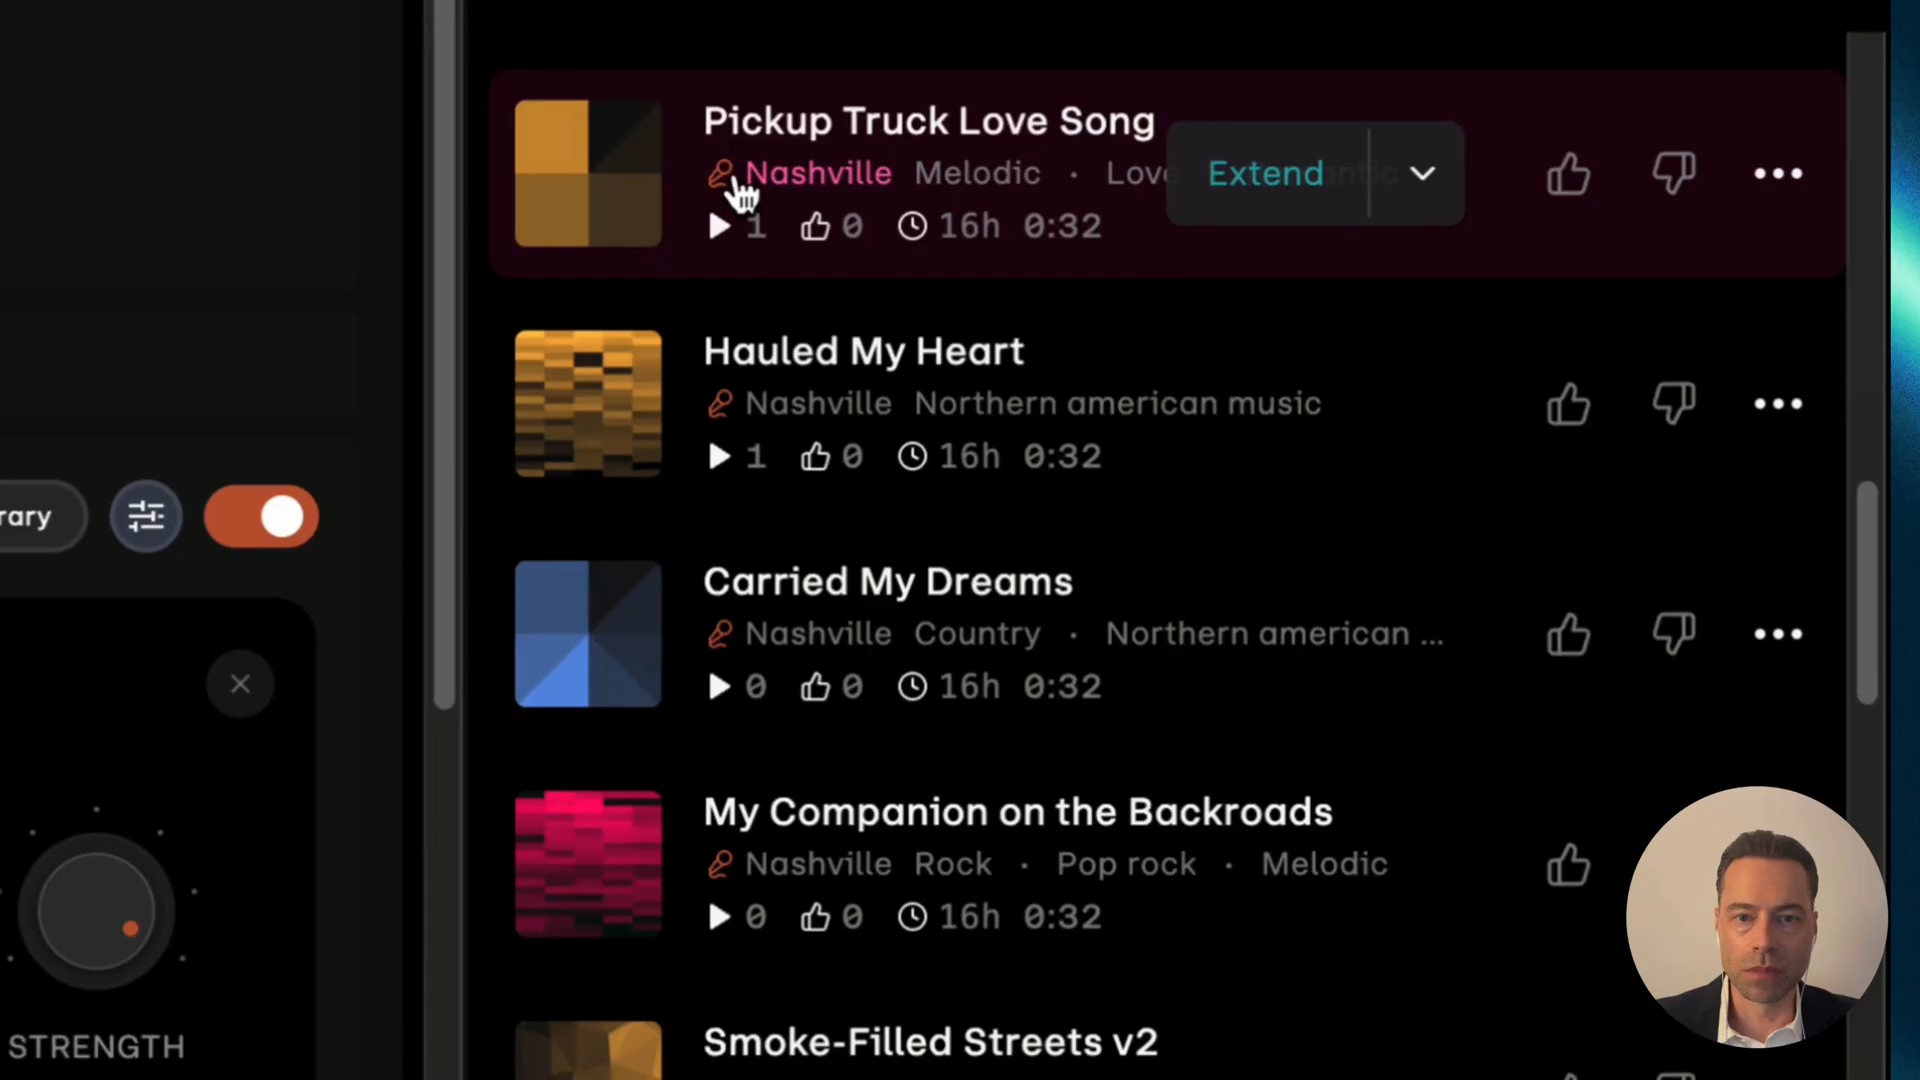 Pickup Truck Love Song
Nashville Melodic · Love
Extend
1 0 16h 0:32
Hauled My Heart
Nashville Northern american music
1 0 16h 0:32
rary
Carried My Dreams
Nashville Country · Northern american ...
0 0 16h 0:32
My Companion on the Backroads
Nashville Rock · Pop rock · Melodic
0 0 16h 0:32
STRENGTH
Smoke-Filled Streets v2